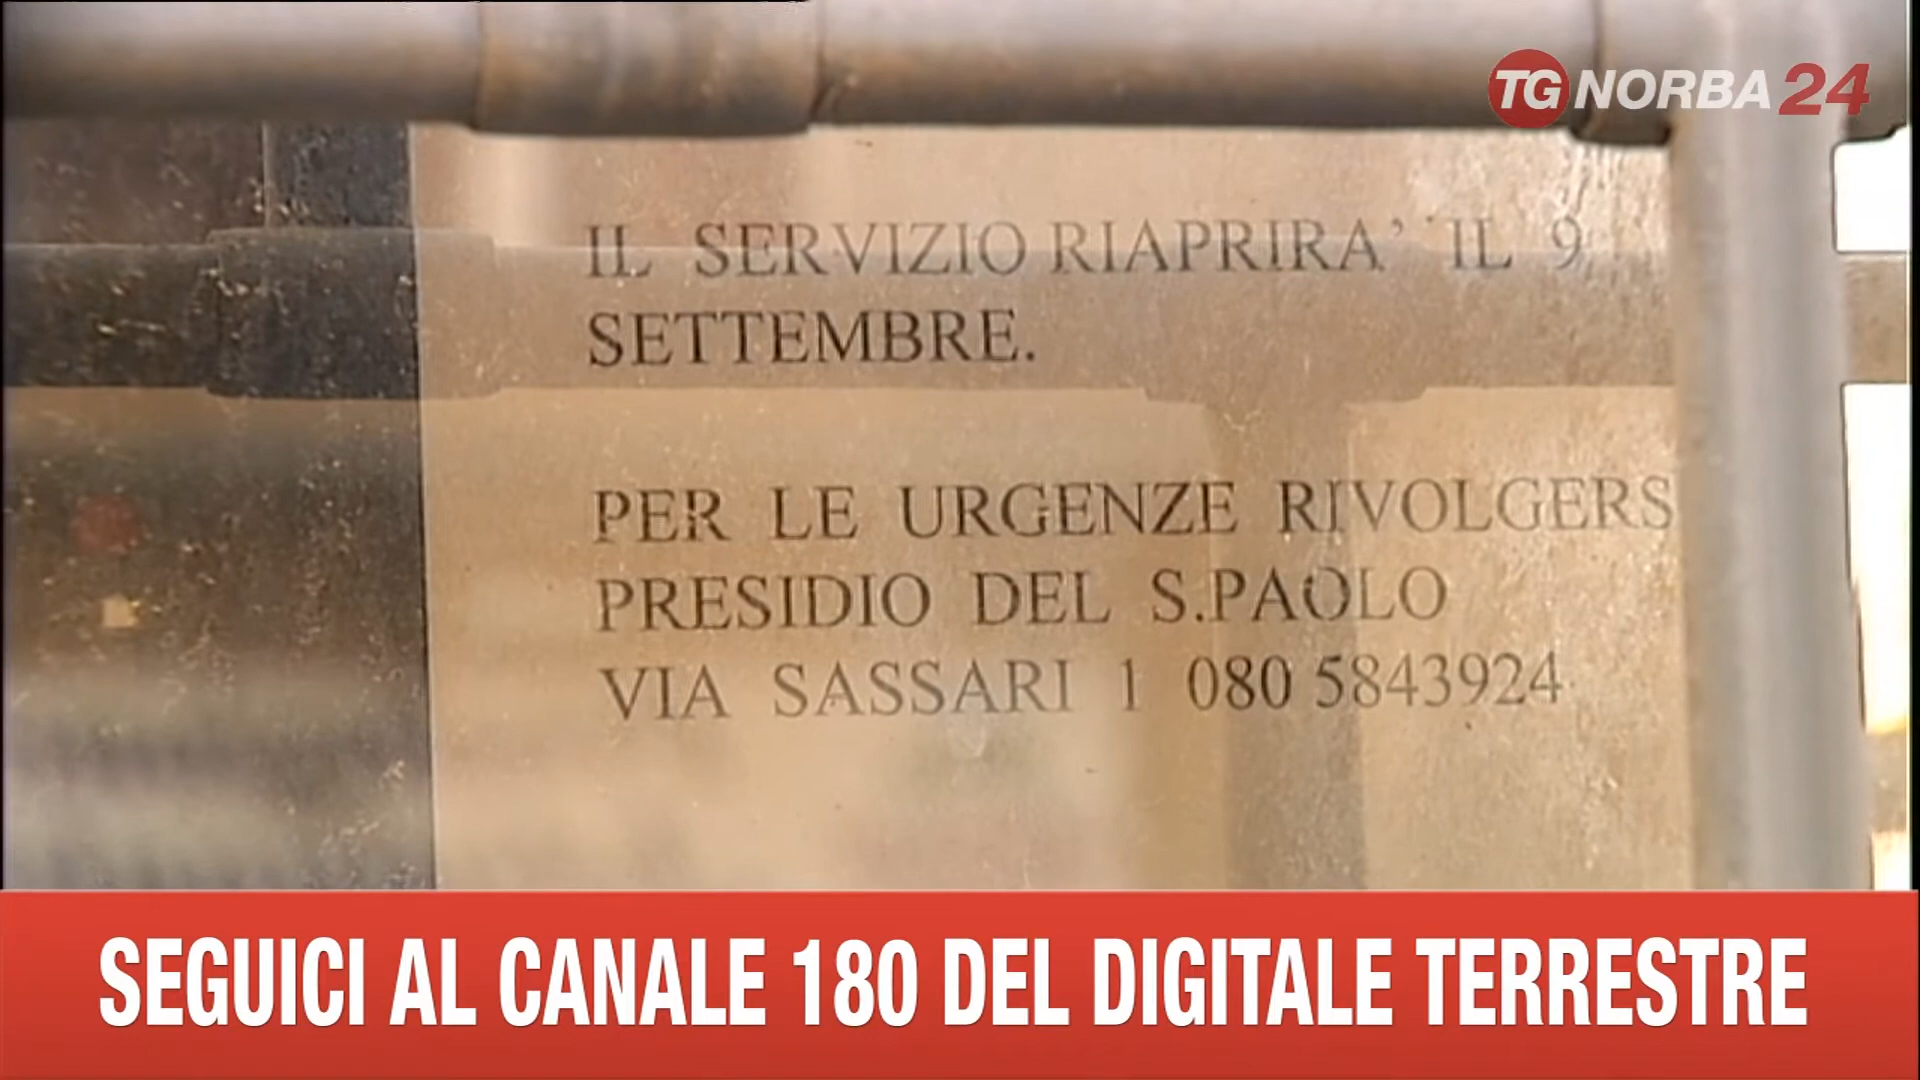 TG NORBA 24
IL SERVIZIO RIAPRIRA' IL 9
SETTEMBRE.
PER LE URGENZE RIVOLGERS
PRESIDIO DEL S.PAOLO
VIA SASSARI 1 080 5843924
SEGUICI AL CANALE 180 DEL DIGITALE TERRESTRE